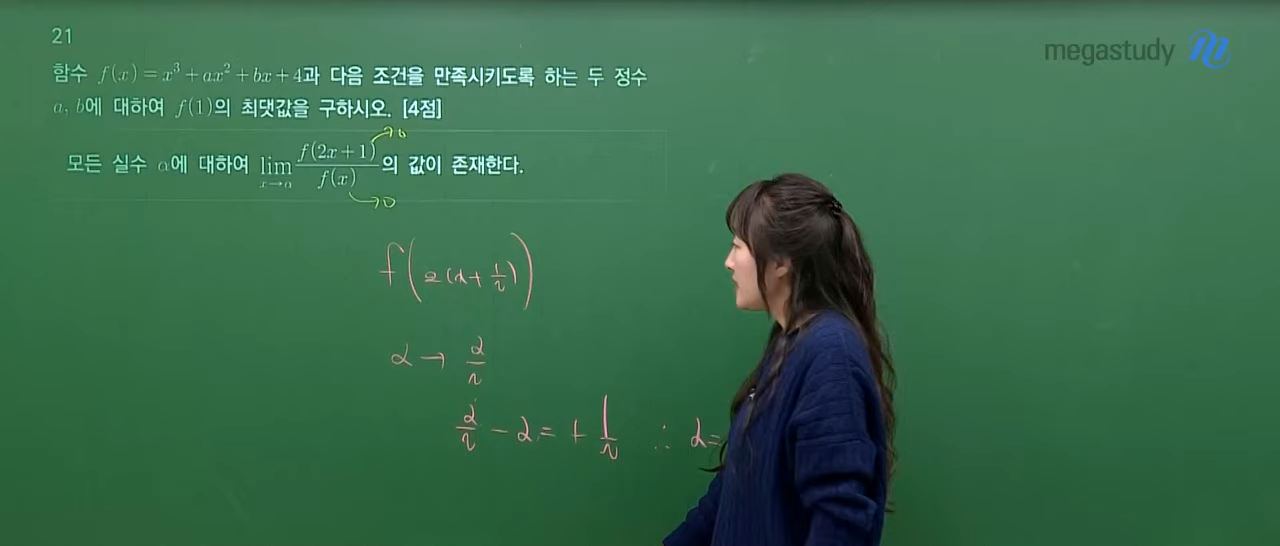 21
megastudy
함수 f(x) = x³ + ax² + bx + 4과 다음 조건을 만족시키도록 하는 두 정수
a, b에 대하여 f(1)의 최댓값을 구하시오. [4점]
모든 실수 α에 대하여 lim_{x→α} f(2x+1)/f(x) 의 값이 존재한다.
→0
→0
f(2(α+1/2))
α → α/2
α/2 - α = + 1/2 ∴ α=